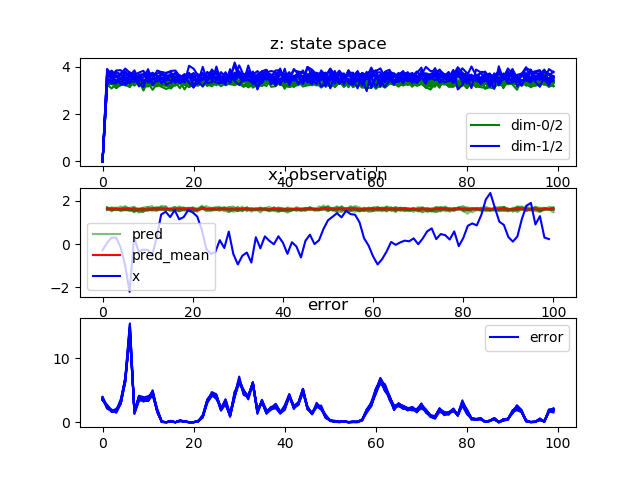 z: state space
4
2
0
dim-0/2
dim-1/2
0 20 40 60 80 100
x: observation
2
0
−2
pred
pred_mean
x
0 20 40 60 80 100
error
10
0
error
0 20 40 60 80 100